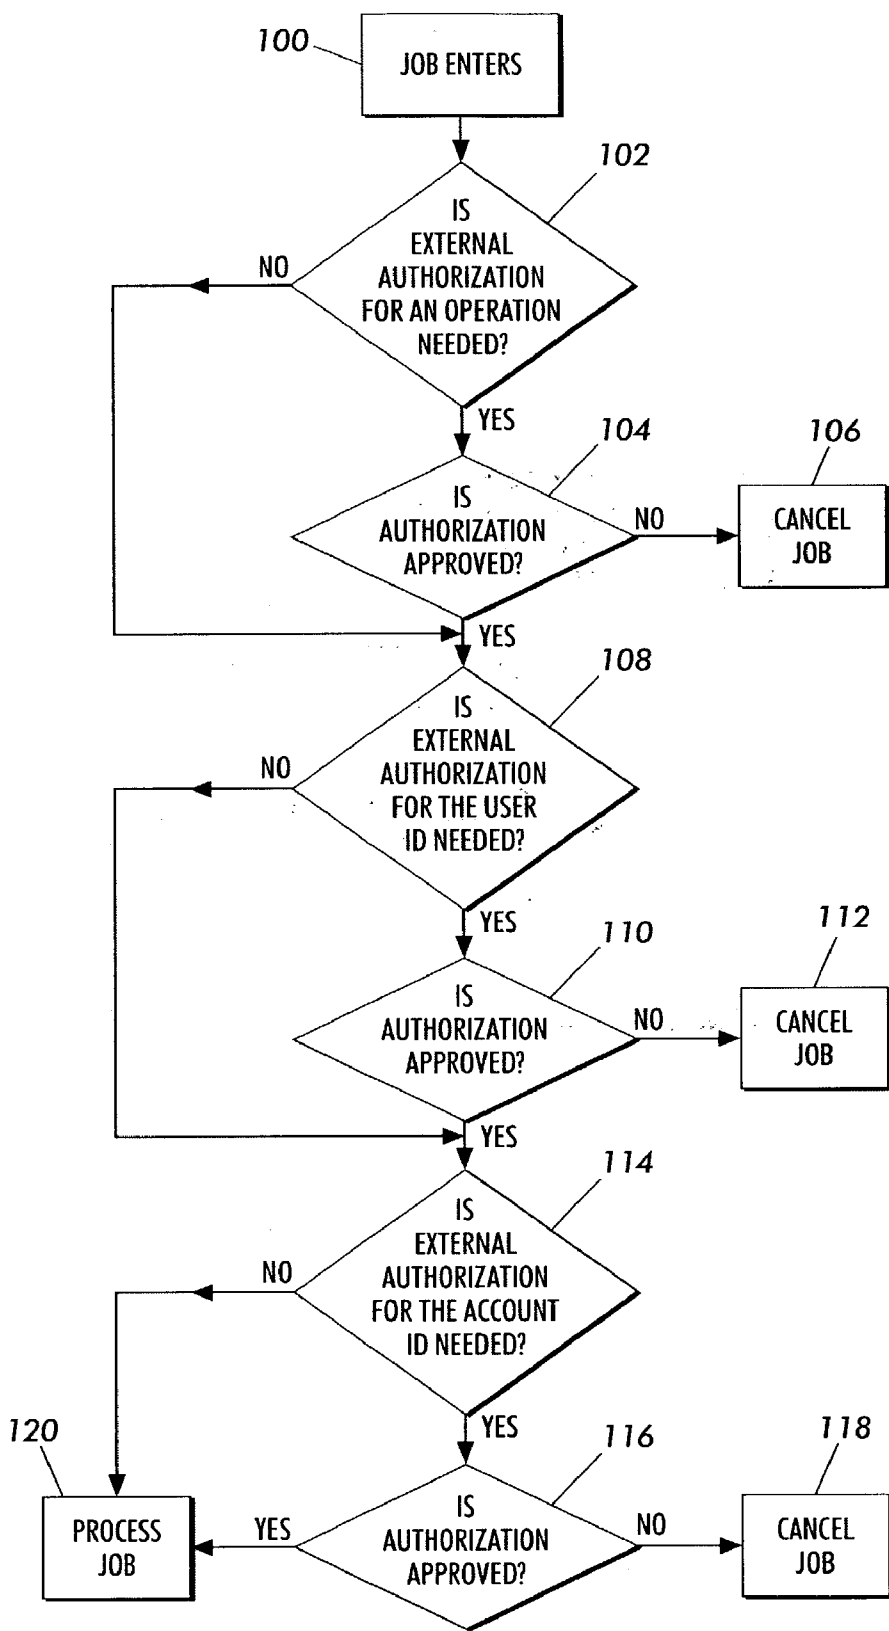 100
JOB ENTERS
102
IS
EXTERNAL
AUTHORIZATION
FOR AN OPERATION
NEEDED?
NO
YES
104
IS
AUTHORIZATION
APPROVED?
NO
106
CANCEL
JOB
YES
108
IS
EXTERNAL
AUTHORIZATION
FOR THE USER
ID NEEDED?
NO
YES
110
IS
AUTHORIZATION
APPROVED?
NO
112
CANCEL
JOB
YES
114
IS
EXTERNAL
AUTHORIZATION
FOR THE ACCOUNT
ID NEEDED?
NO
YES
116
IS
AUTHORIZATION
APPROVED?
NO
118
CANCEL
JOB
YES
120
PROCESS
JOB